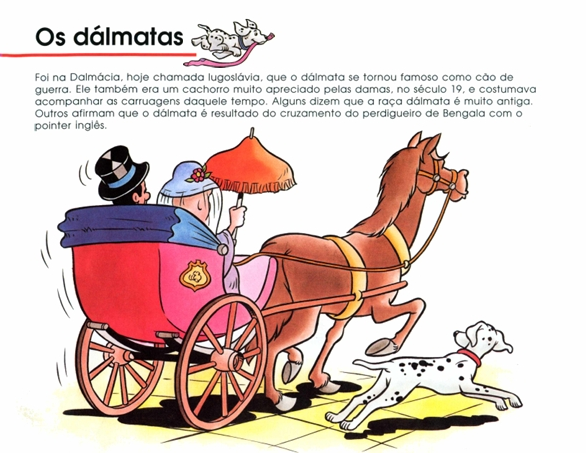 Os dálmatas
Foi na Dalmácia, hoje chamada Iugoslávia, que o dálmata se tornou famoso como cão de
guerra. Ele também era um cachorro muito apreciado pelas damas, no século 19, e costumava
acompanhar as carruagens daquele tempo. Alguns dizem que a raça dálmata é muito antiga.
Outros afirmam que o dálmata é resultado do cruzamento do perdigueiro de Bengala com o
pointer inglês.